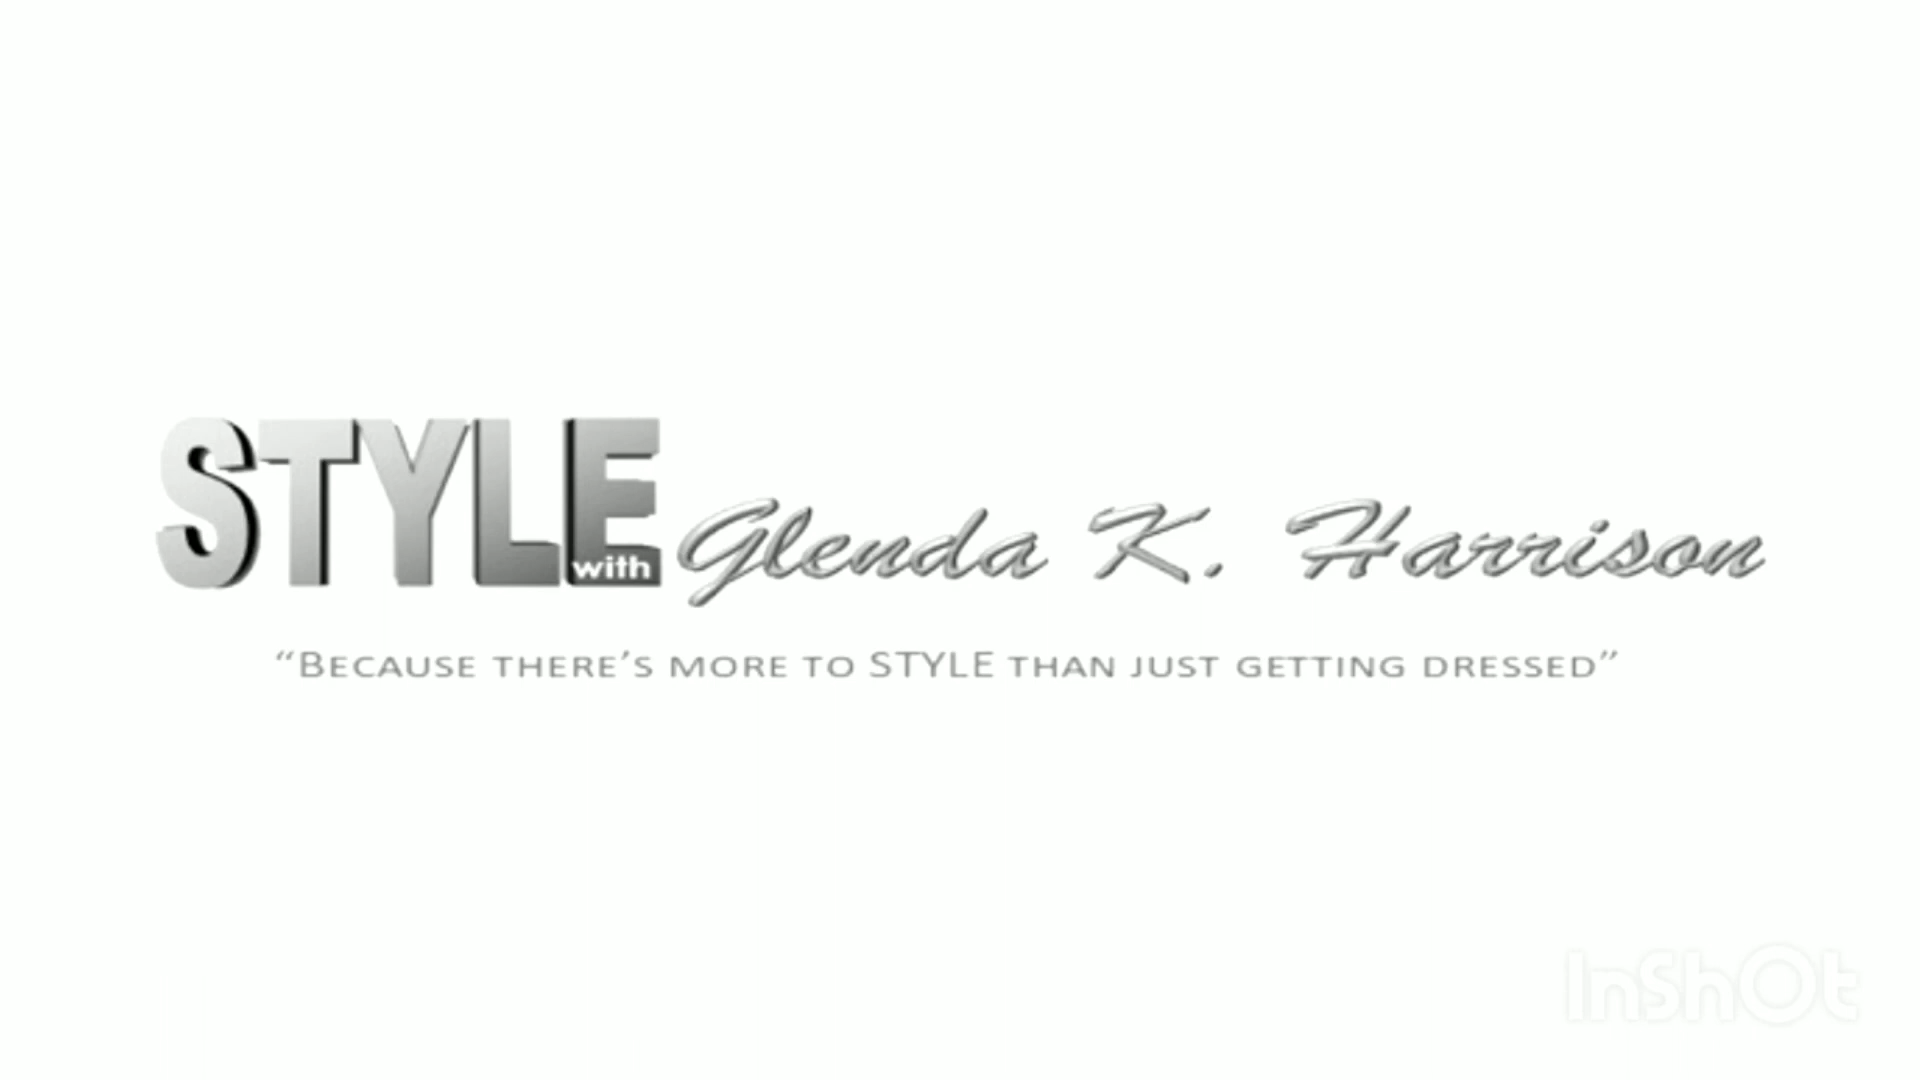 STYLE with Glenda K. Harrison
“BECAUSE THERE’S MORE TO STYLE THAN JUST GETTING DRESSED”
InShOt